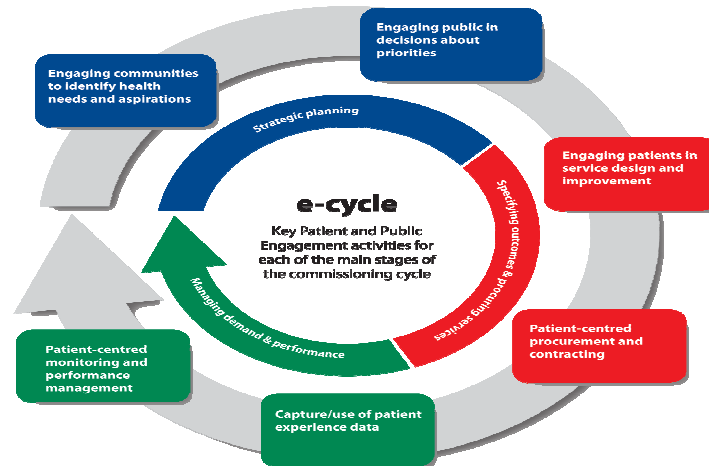 Engaging public in
decisions about
priorities
Engaging communities
to identify health
needs and aspirations
Strategic planning
Engaging patients in
service design and
improvement
Specifying outcomes & procuring services
e-cycle
Key Patient and Public
Engagement activities for
each of the main stages of
the commissioning cycle
Managing demand & performance
Patient-centred
procurement and
contracting
Patient-centred
monitoring and
performance
management
Capture/use of patient
experience data